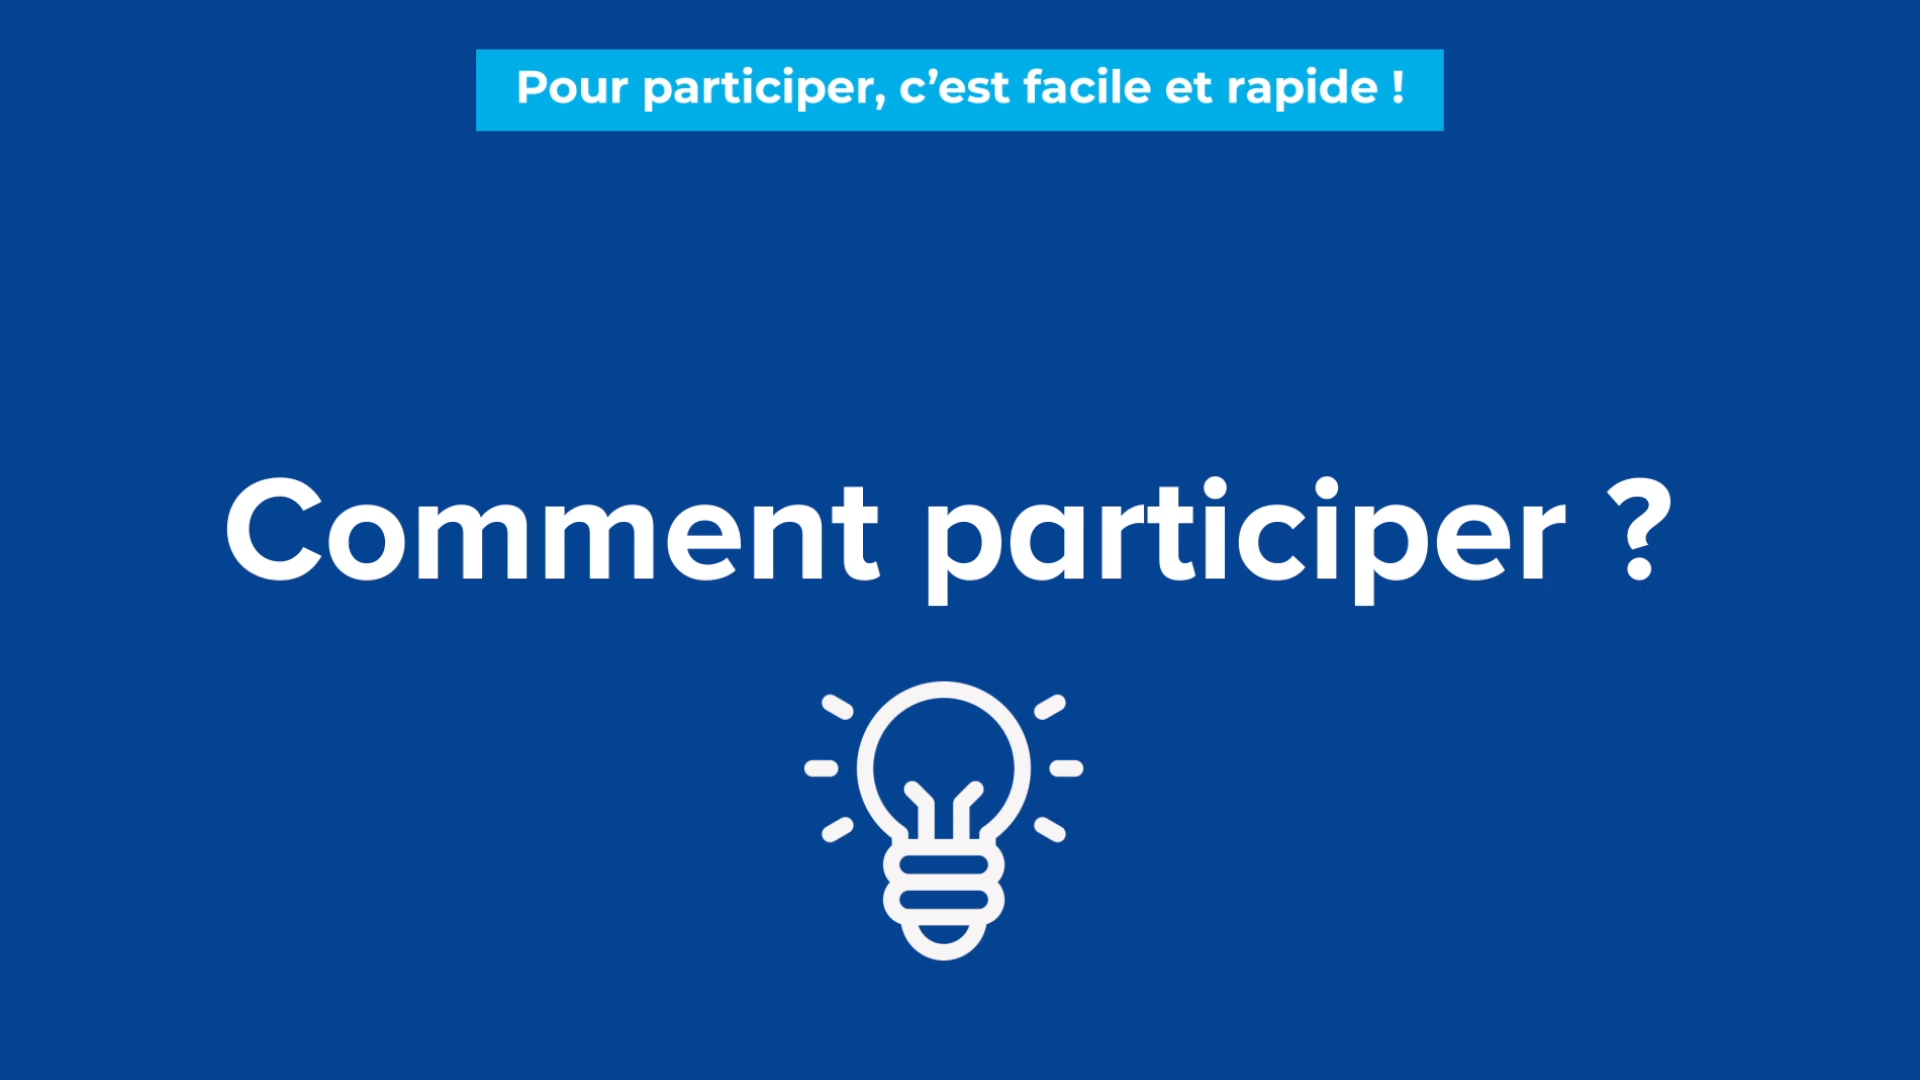 Pour participer, c’est facile et rapide !
Comment participer ?